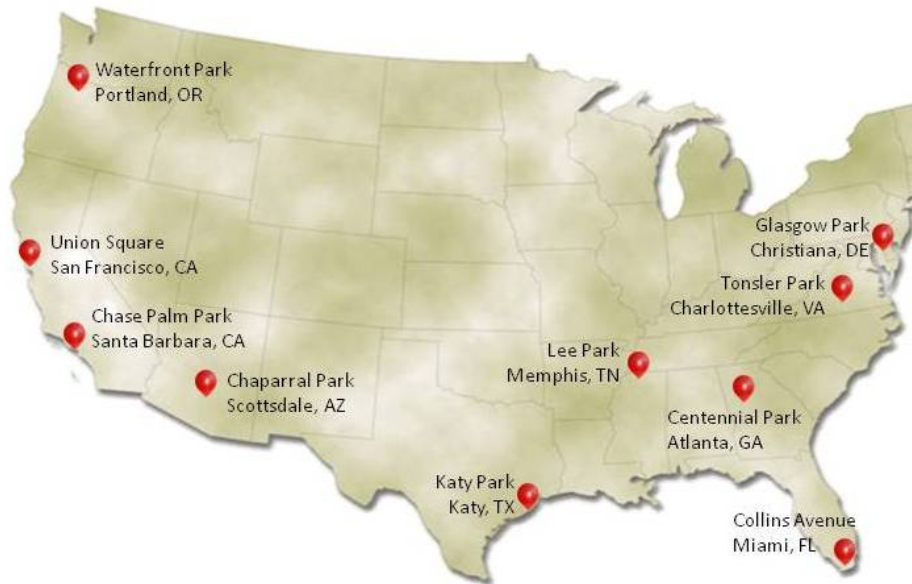 Waterfront Park
Portland, OR
Union Square
San Francisco, CA
Chase Palm Park
Santa Barbara, CA
Chaparral Park
Scottsdale, AZ
Katy Park
Katy, TX
Lee Park
Memphis, TN
Glasgow Park
Christiana, DE
Tonsler Park
Charlottesville, VA
Centennial Park
Atlanta, GA
Collins Avenue
Miami, FL